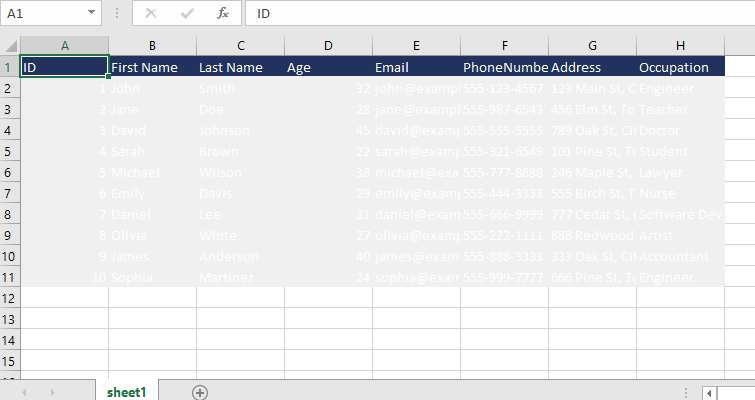 A1 fx ID
A B C D E F G H
1 ID First Name Last Name Age Email PhoneNumbe Address Occupation
2 1 John Smith 32 john@exampl 555-123-4567 123 Main St, C Engineer
3 2 Jane Doe 28 jane@exampl 555-987-6543 456 Elm St, To Teacher
4 3 David Johnson 45 david@examp 555-555-5555 789 Oak St, Cit Doctor
5 4 Sarah Brown 22 sarah@examp 555-321-6549 101 Pine St, To Student
6 5 Michael Wilson 38 michael@exa 555-777-8888 246 Maple St, Lawyer
7 6 Emily Davis 29 emily@examp 555-444-3333 555 Birch St, T Nurse
8 7 Daniel Lee 31 daniel@exam 555-666-9999 777 Cedar St, Software Dev
9 8 Olivia White 27 olivia@examp 555-222-1111 888 Redwood Artist
10 9 James Anderson 40 james@examp 555-888-3333 333 Oak St, Cit Accountant
11 10 Sophia Martinez 24 sophia@exam 555-999-7777 666 Pine St, To Engineer
12
13
14
15
sheet1